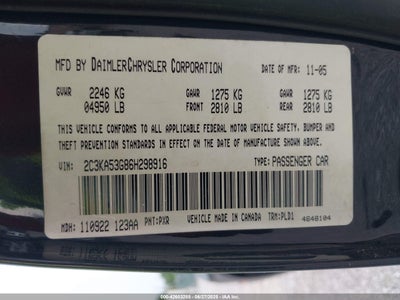 MFD BY DAIMLERCHRYSLER CORPORATION DATE OF MFR: 11-05
GVWR 2246 KG GAWR 1275 KG GAWR 1275 KG
04950 LB FRONT 2810 LB REAR 2810 LB
THIS VEHICLE CONFORMS TO ALL APPLICABLE FEDERAL MOTOR VEHICLE SAFETY, BUMPER AND
THEFT PREVENTION STANDARDS IN EFFECT ON THE DATE OF MANUFACTURE SHOWN ABOVE.
VIN: 2C3KA53G86H298916 TYPE: PASSENGER CAR
MDH: 110922 123AA PNT: PXR VEHICLE MADE IN CANADA TRM: PLD1 4648104